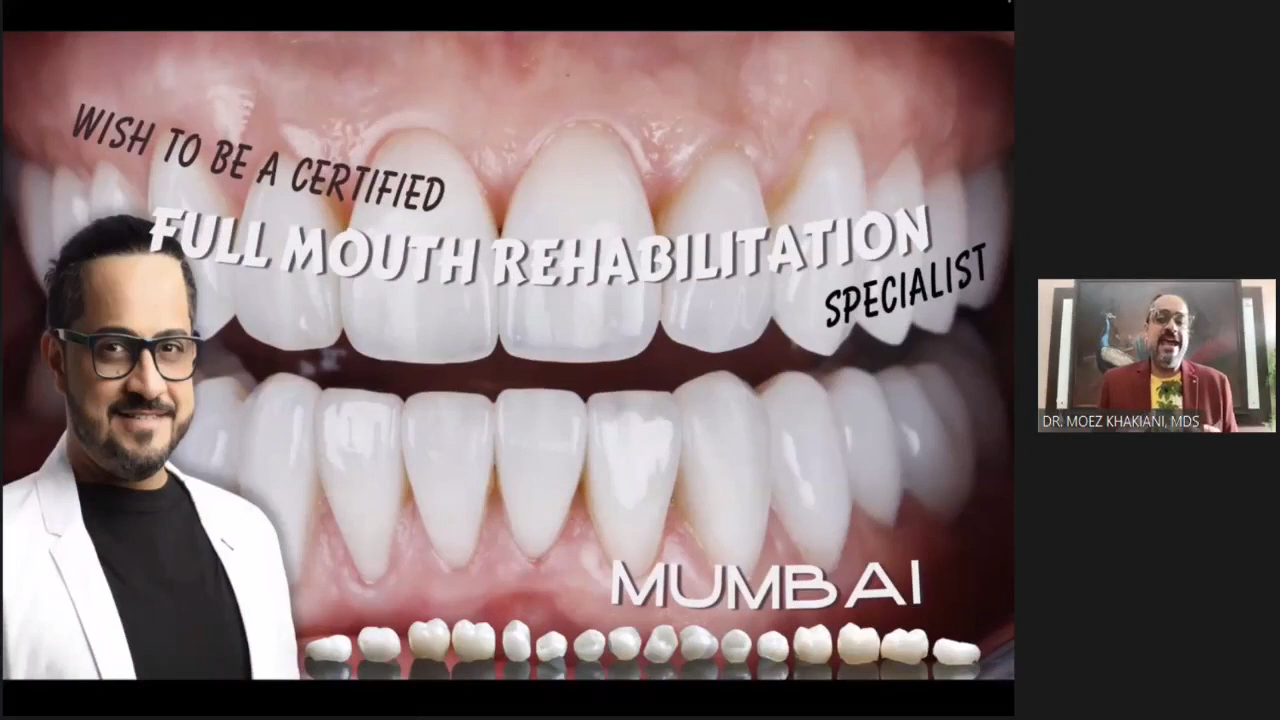 WISH TO BE A CERTIFIED
FULL MOUTH REHABILITATION
SPECIALIST
MUMBAI
DR. MOEZ KHAKIANI, MDS